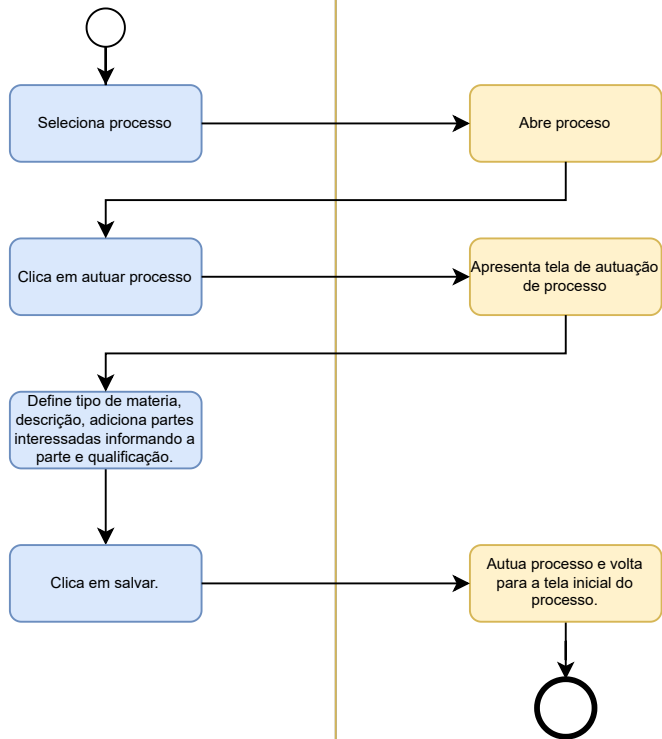 Seleciona processo
Abre proceso
Clica em autuar processo
Apresenta tela de autuação
de processo
Define tipo de materia,
descrição, adiciona partes
interessadas informando a
parte e qualificação.
Clica em salvar.
Autua processo e volta
para a tela inicial do
processo.